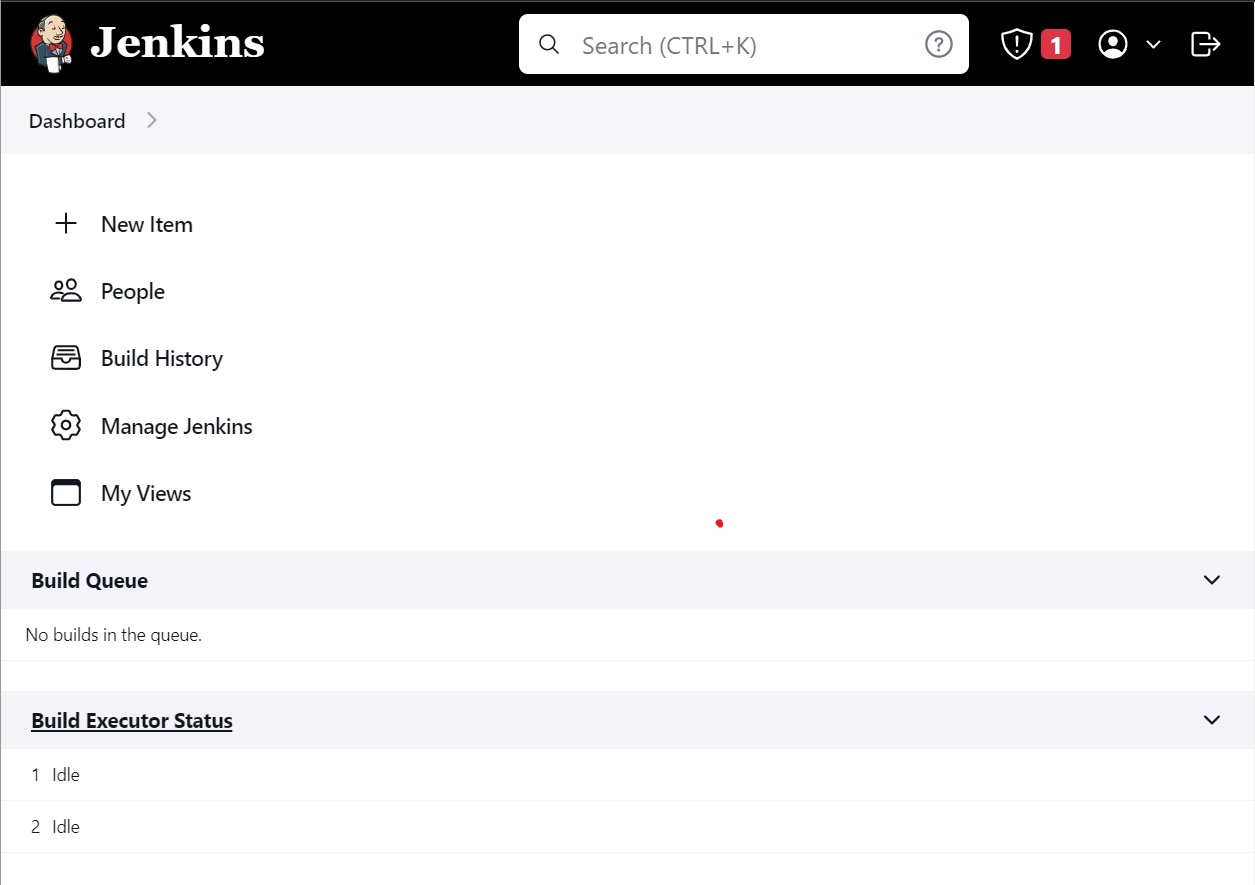 Jenkins
Search (CTRL+K)
1
Dashboard
New Item
People
Build History
Manage Jenkins
My Views
Build Queue
No builds in the queue.
Build Executor Status
1 Idle
2 Idle